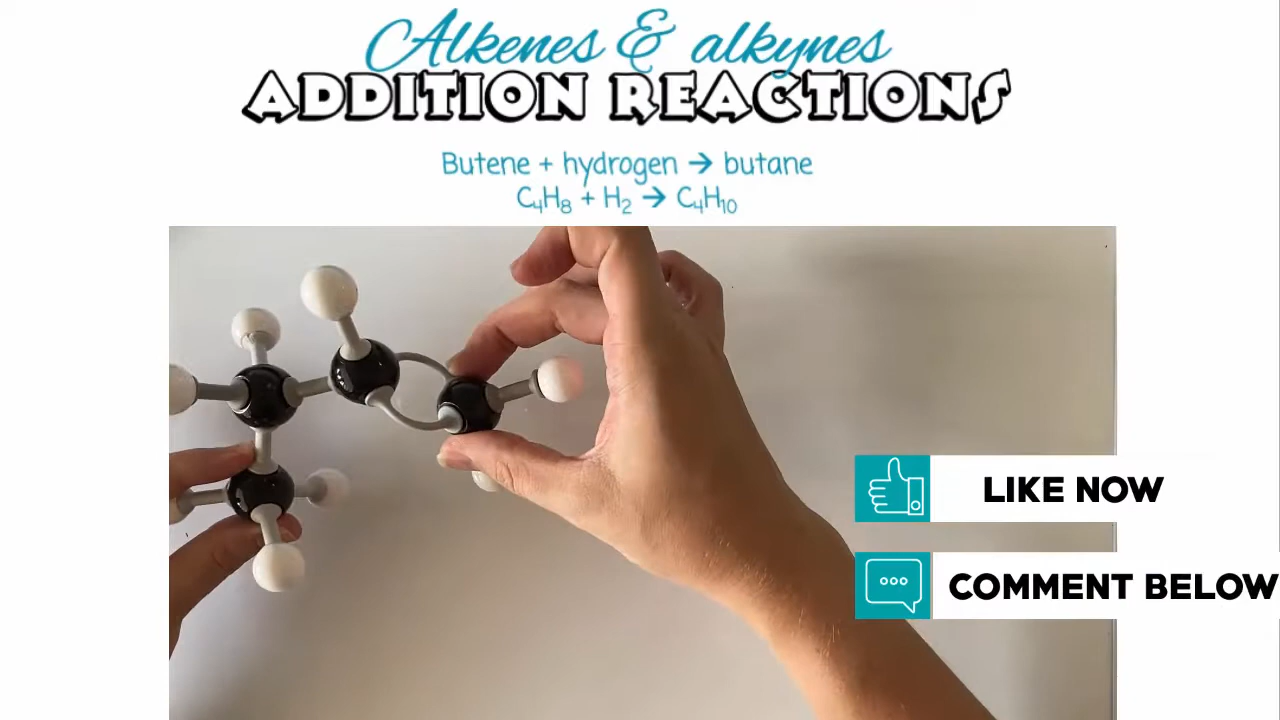 Alkenes & alkynes
ADDITION REACTIONS
Butene + hydrogen → butane
C₄H₈ + H₂ → C₄H₁₀
LIKE NOW
COMMENT BELOW